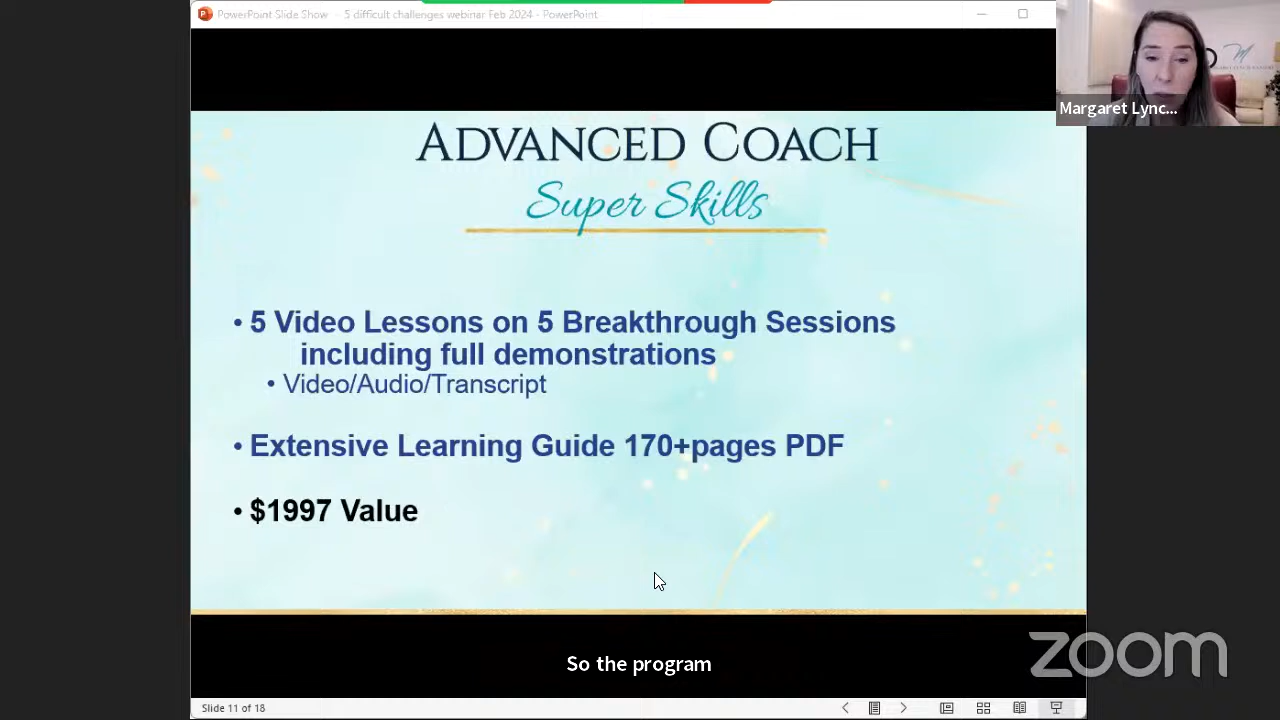 PowerPoint Slide Show - 5 difficult challenges webinar Feb 2024 - PowerPoint
Margaret Lync...
ADVANCED COACH
Super Skills
• 5 Video Lessons on 5 Breakthrough Sessions
including full demonstrations
• Video/Audio/Transcript
• Extensive Learning Guide 170+pages PDF
• $1997 Value
zoom
So the program
Slide 11 of 18